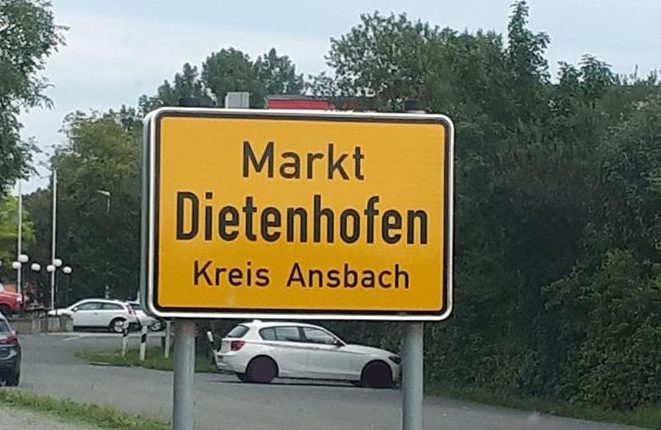 Markt
Dietenhofen
Kreis Ansbach